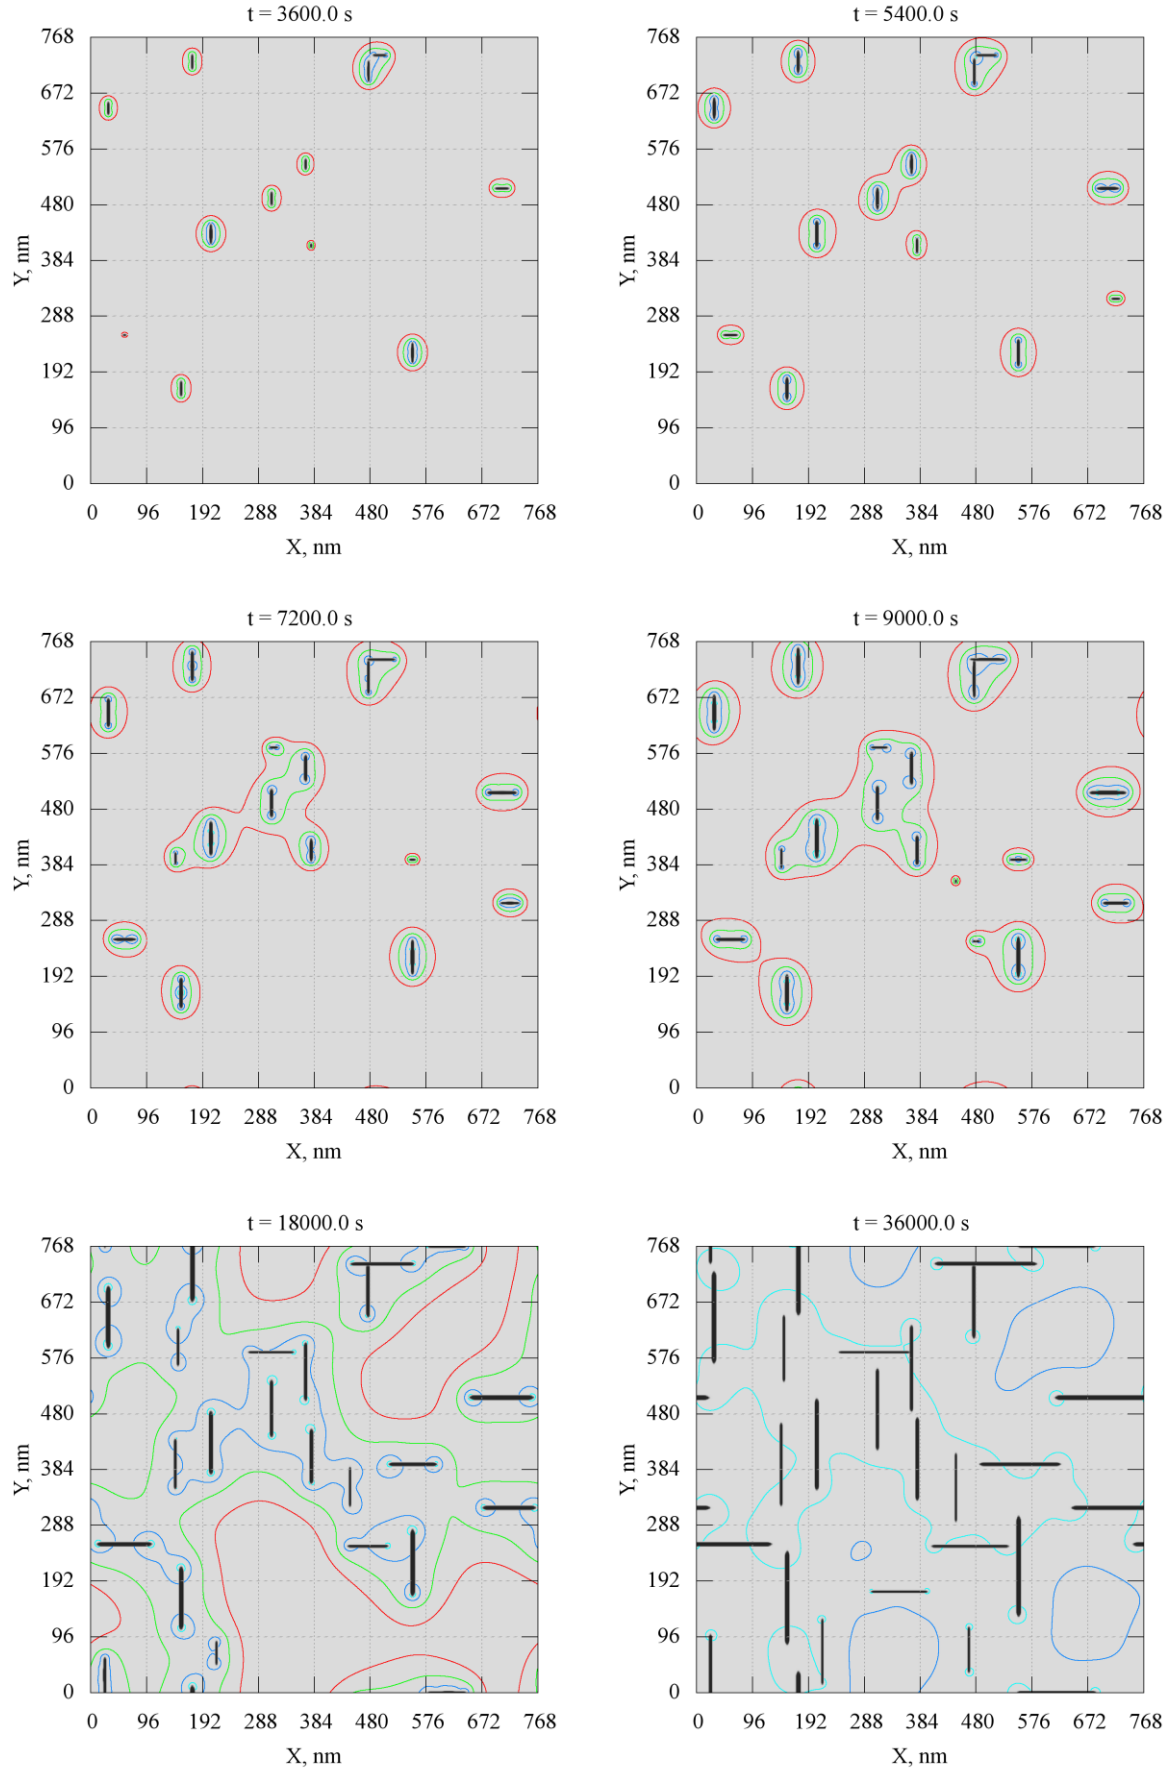 t = 3600.0 s
768
672
576
480
384
288
192
96
0
Y, nm
0 96 192 288 384 480 576 672 768
X, nm
t = 5400.0 s
768
672
576
480
384
288
192
96
0
Y, nm
0 96 192 288 384 480 576 672 768
X, nm
t = 7200.0 s
768
672
576
480
384
288
192
96
0
Y, nm
0 96 192 288 384 480 576 672 768
X, nm
t = 9000.0 s
768
672
576
480
384
288
192
96
0
Y, nm
0 96 192 288 384 480 576 672 768
X, nm
t = 18000.0 s
768
672
576
480
384
288
192
96
0
Y, nm
0 96 192 288 384 480 576 672 768
X, nm
t = 36000.0 s
768
672
576
480
384
288
192
96
0
Y, nm
0 96 192 288 384 480 576 672 768
X, nm